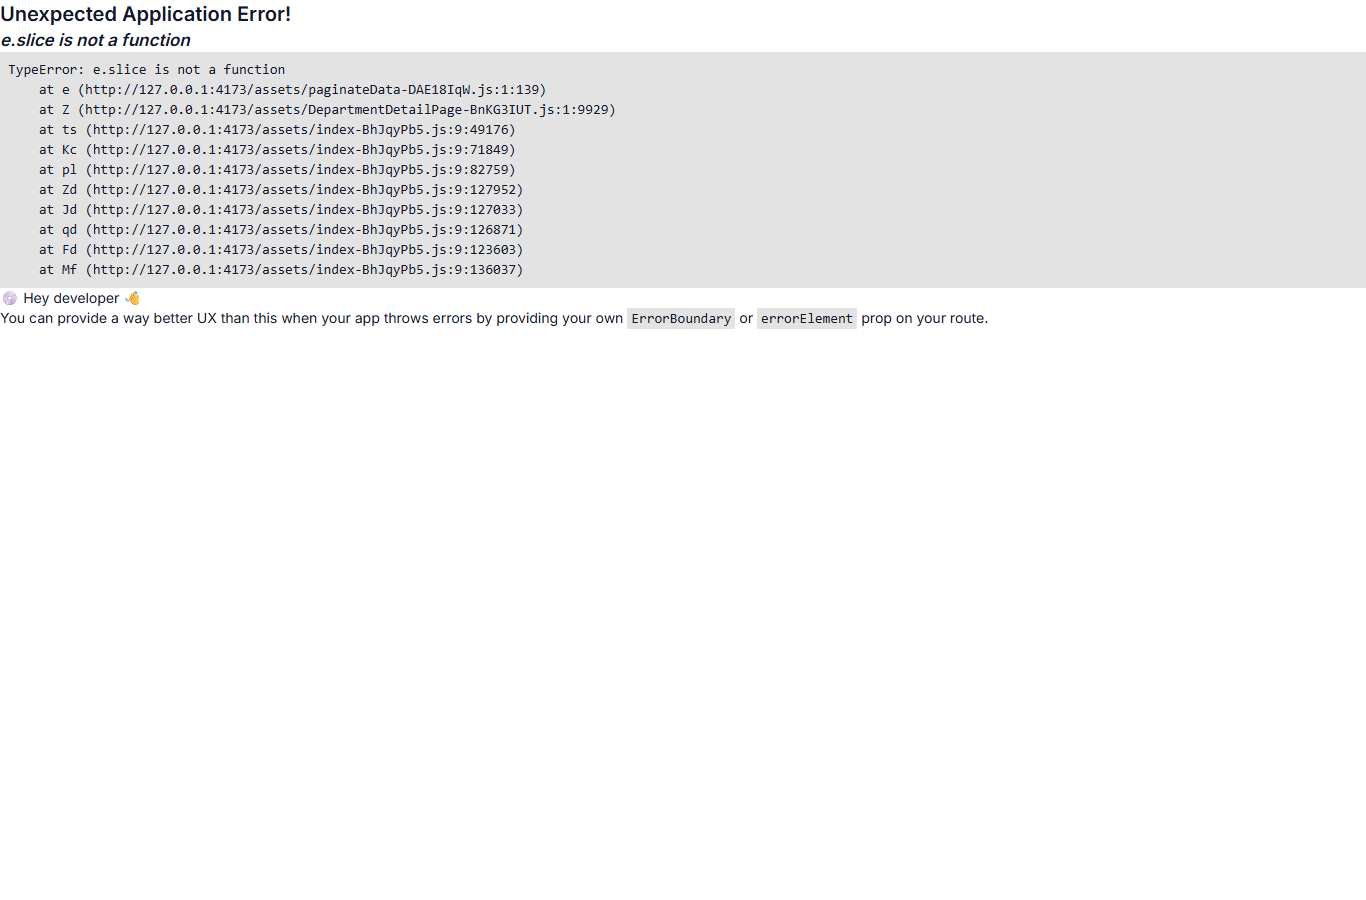 Unexpected Application Error!
e.slice is not a function
TypeError: e.slice is not a function
    at e (http://127.0.0.1:4173/assets/paginateData-DAE18IqW.js:1:139)
    at Z (http://127.0.0.1:4173/assets/DepartmentDetailPage-BnKG3IUT.js:1:9929)
    at ts (http://127.0.0.1:4173/assets/index-BhJqyPb5.js:9:49176)
    at Kc (http://127.0.0.1:4173/assets/index-BhJqyPb5.js:9:71849)
    at pl (http://127.0.0.1:4173/assets/index-BhJqyPb5.js:9:82759)
    at Zd (http://127.0.0.1:4173/assets/index-BhJqyPb5.js:9:127952)
    at Jd (http://127.0.0.1:4173/assets/index-BhJqyPb5.js:9:127033)
    at qd (http://127.0.0.1:4173/assets/index-BhJqyPb5.js:9:126871)
    at Fd (http://127.0.0.1:4173/assets/index-BhJqyPb5.js:9:123603)
    at Mf (http://127.0.0.1:4173/assets/index-BhJqyPb5.js:9:136037)
💿 Hey developer 👋
You can provide a way better UX than this when your app throws errors by providing your own ErrorBoundary or errorElement prop on your route.